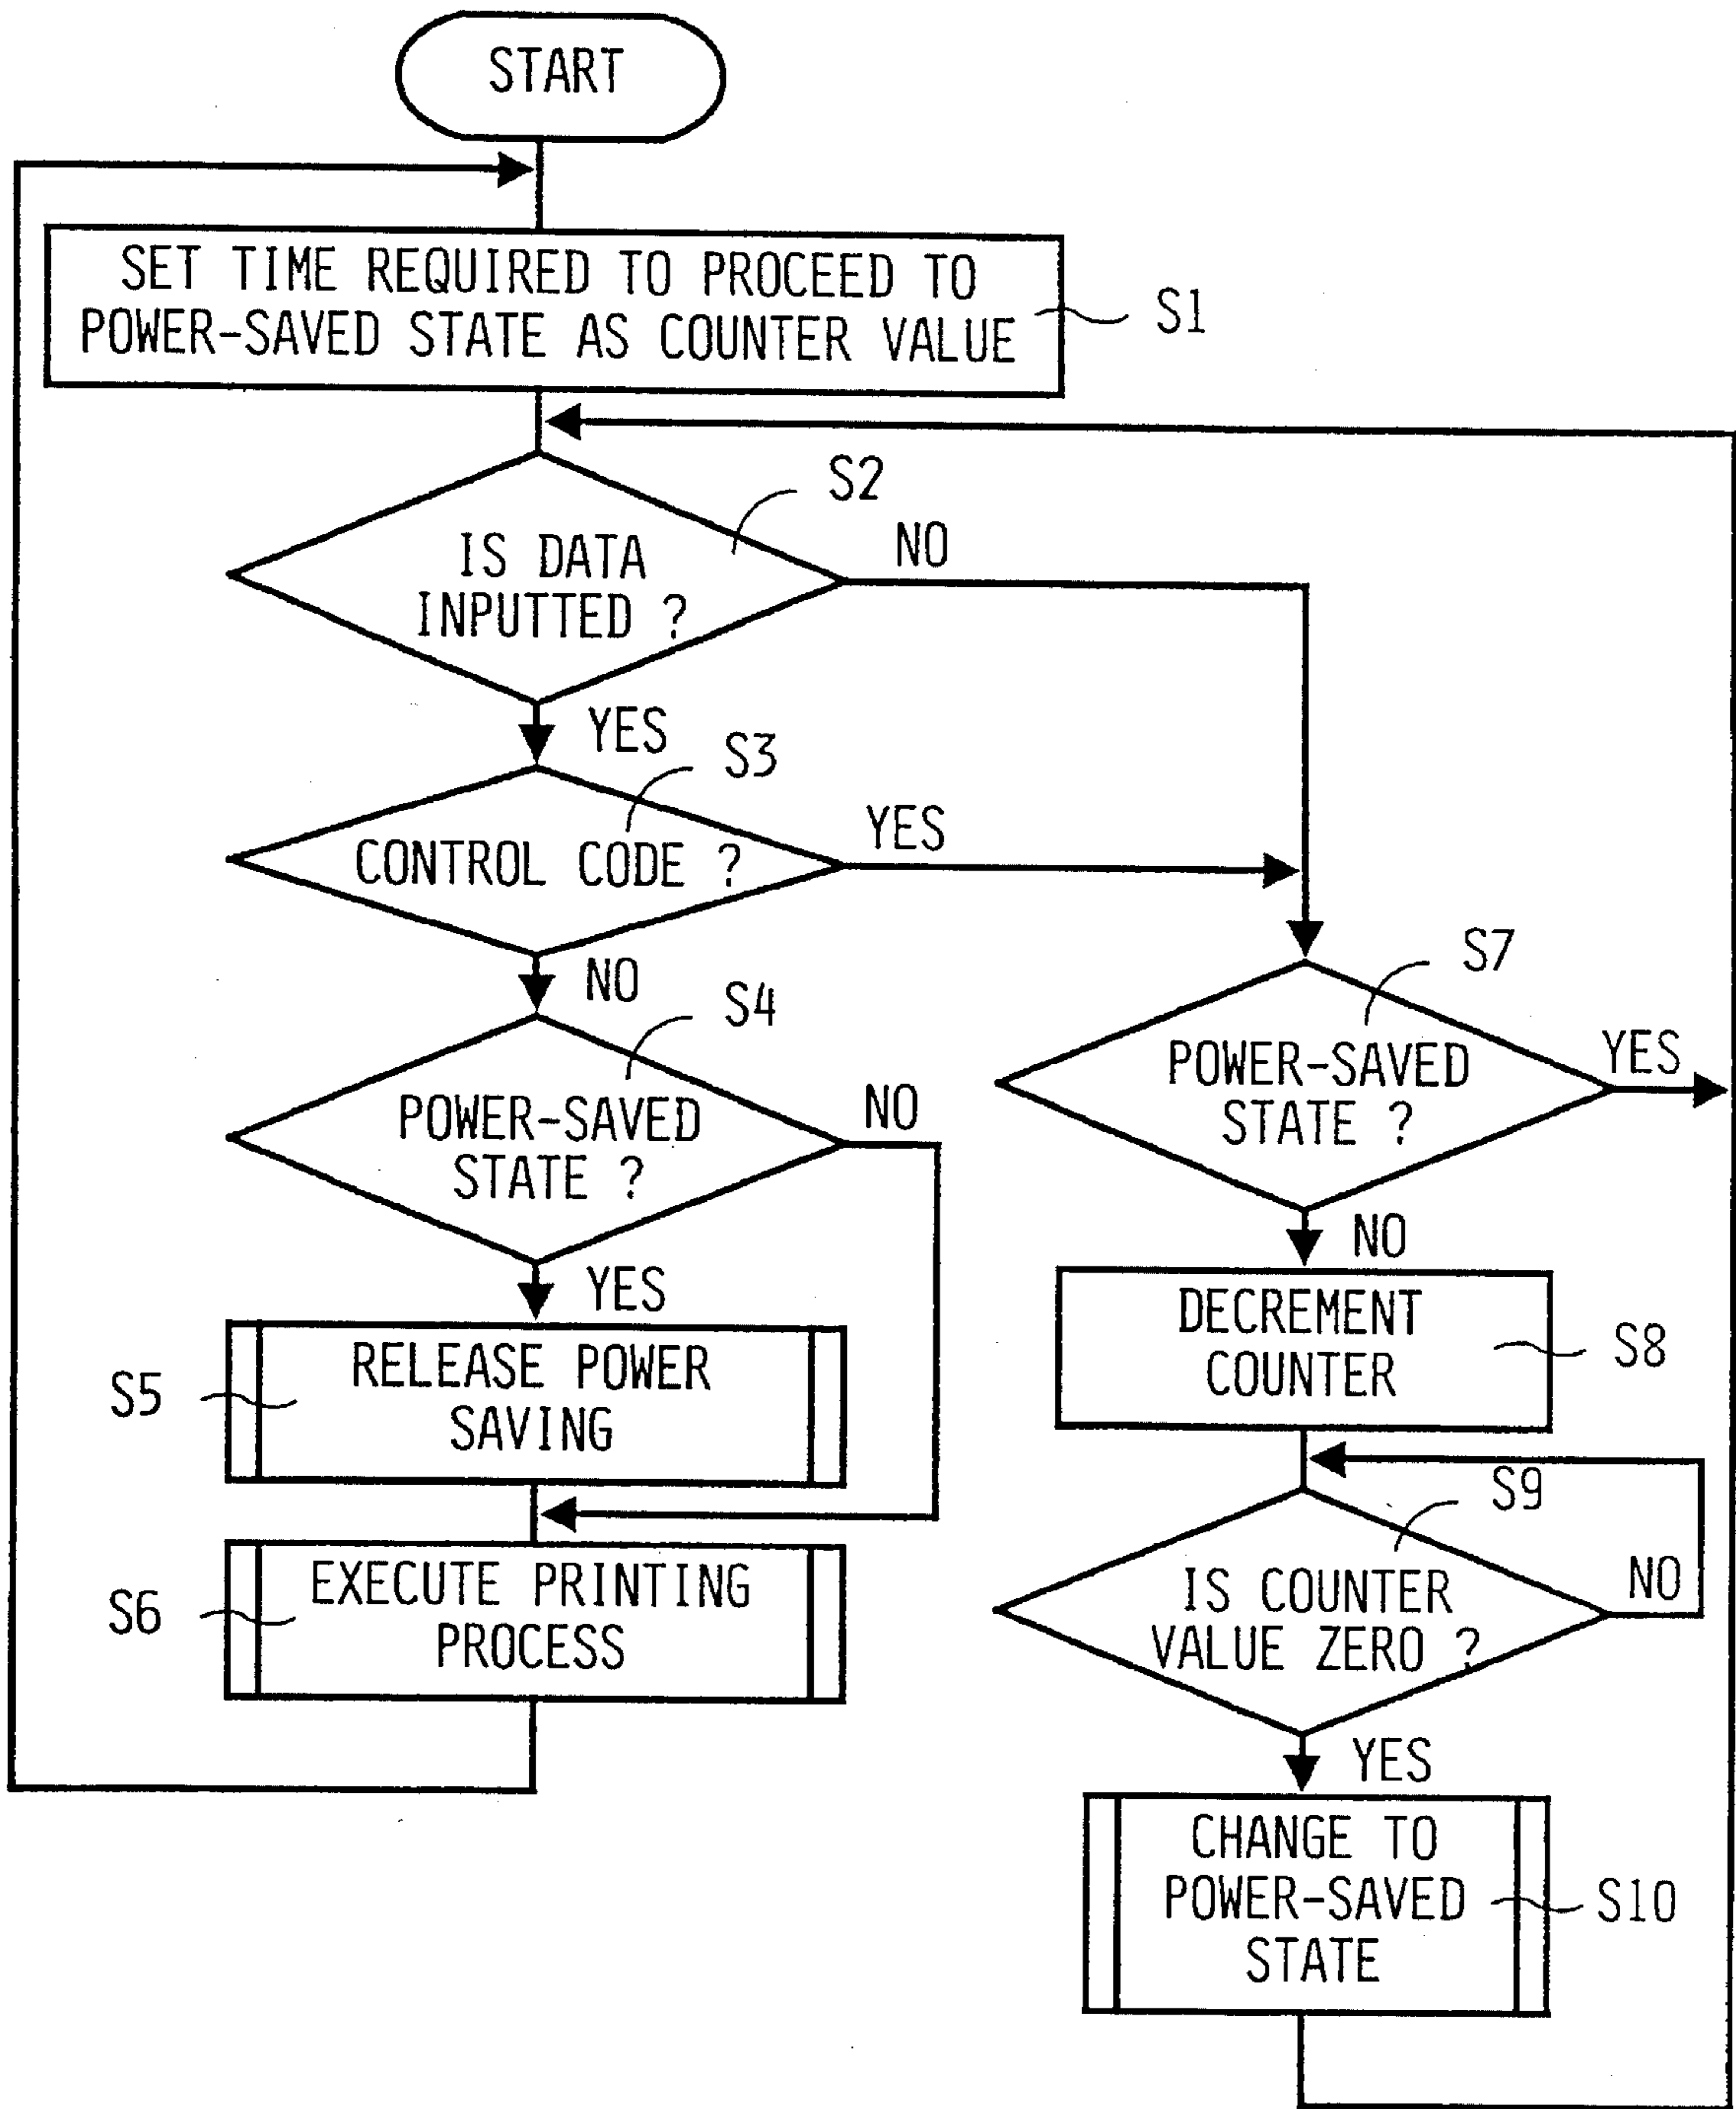 START
SET TIME REQUIRED TO PROCEED TO
POWER-SAVED STATE AS COUNTER VALUE
S1
S2
IS DATA
INPUTTED ?
NO
YES
S3
CONTROL CODE ?
YES
NO
S4
POWER-SAVED
STATE ?
NO
YES
S5
RELEASE POWER
SAVING
S6
EXECUTE PRINTING
PROCESS
S7
POWER-SAVED
STATE ?
YES
NO
DECREMENT
COUNTER
S8
S9
IS COUNTER
VALUE ZERO ?
NO
YES
CHANGE TO
POWER-SAVED
STATE
S10